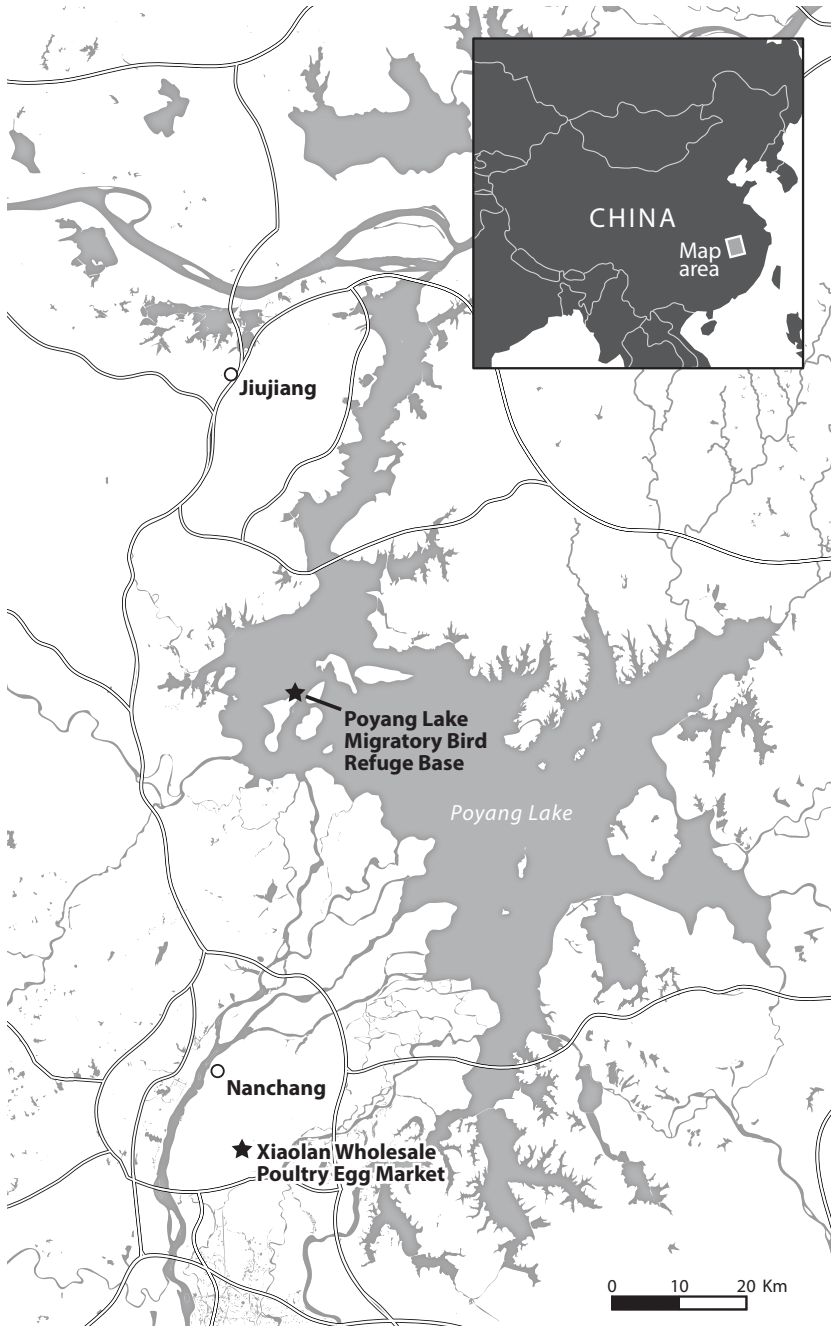 CHINA
Map
area
Jiujiang
Poyang Lake
Migratory Bird
Refuge Base
Poyang Lake
Nanchang
Xiaolan Wholesale
Poultry Egg Market
0 10 20 Km